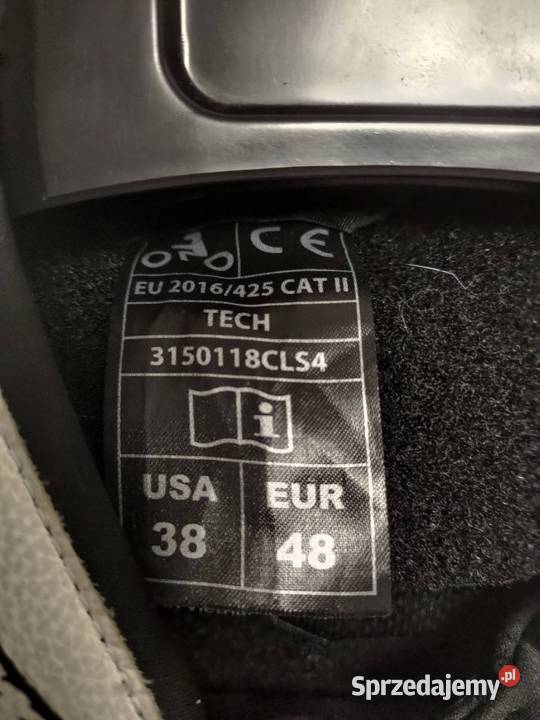 CE
EU 2016/425 CAT II
TECH
3150118CLS4
i
USA EUR
38 48
Sprzedajemy.pl